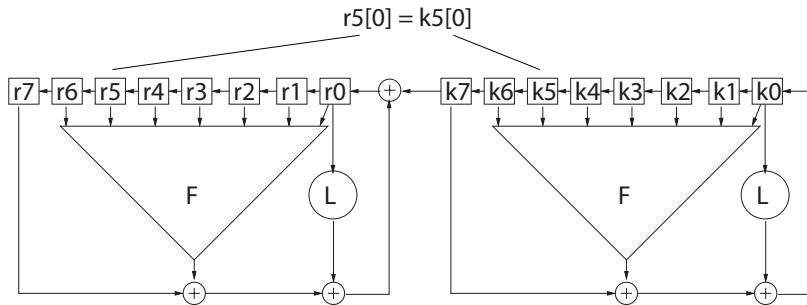 r5[0] = k5[0]
r7 r6 r5 r4 r3 r2 r1 r0 + k7 k6 k5 k4 k3 k2 k1 k0
F L F L
+ + + +